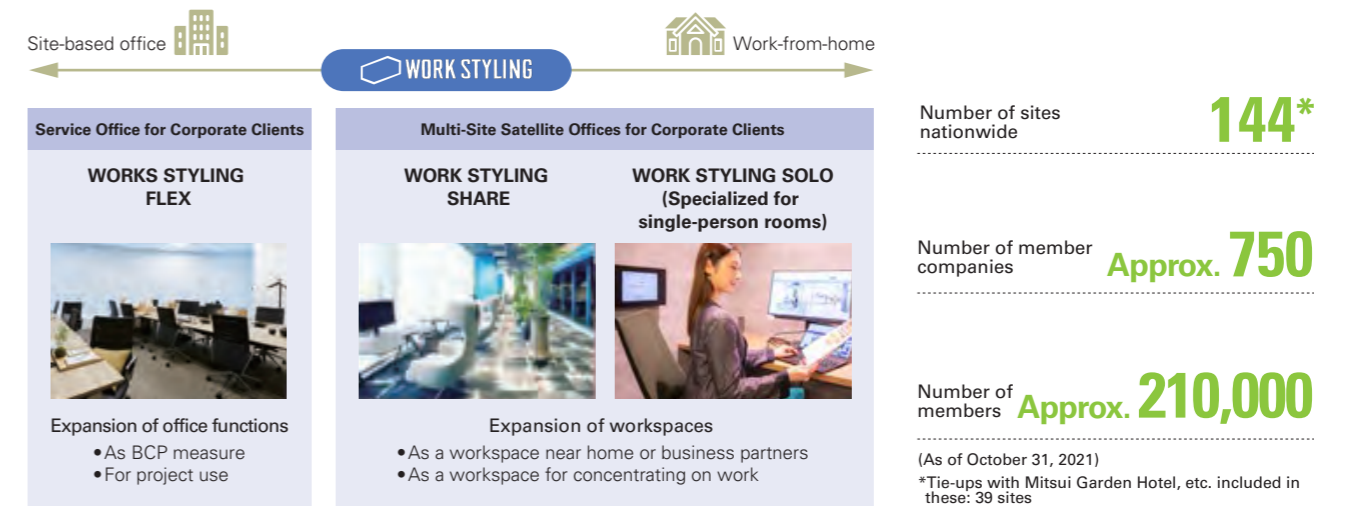 Site-based office
Work-from-home
WORK STYLING
Service Office for Corporate Clients
WORKS STYLING
FLEX
Expansion of office functions
•As BCP measure
•For project use
Multi-Site Satellite Offices for Corporate Clients
WORK STYLING
SHARE
WORK STYLING SOLO
(Specialized for
single-person rooms)
Expansion of workspaces
•As a workspace near home or business partners
•As a workspace for concentrating on work
Number of sites
nationwide
144*
Number of member
companies
Approx. 750
Number of
members
Approx. 210,000
(As of October 31, 2021)
*Tie-ups with Mitsui Garden Hotel, etc. included in
these: 39 sites